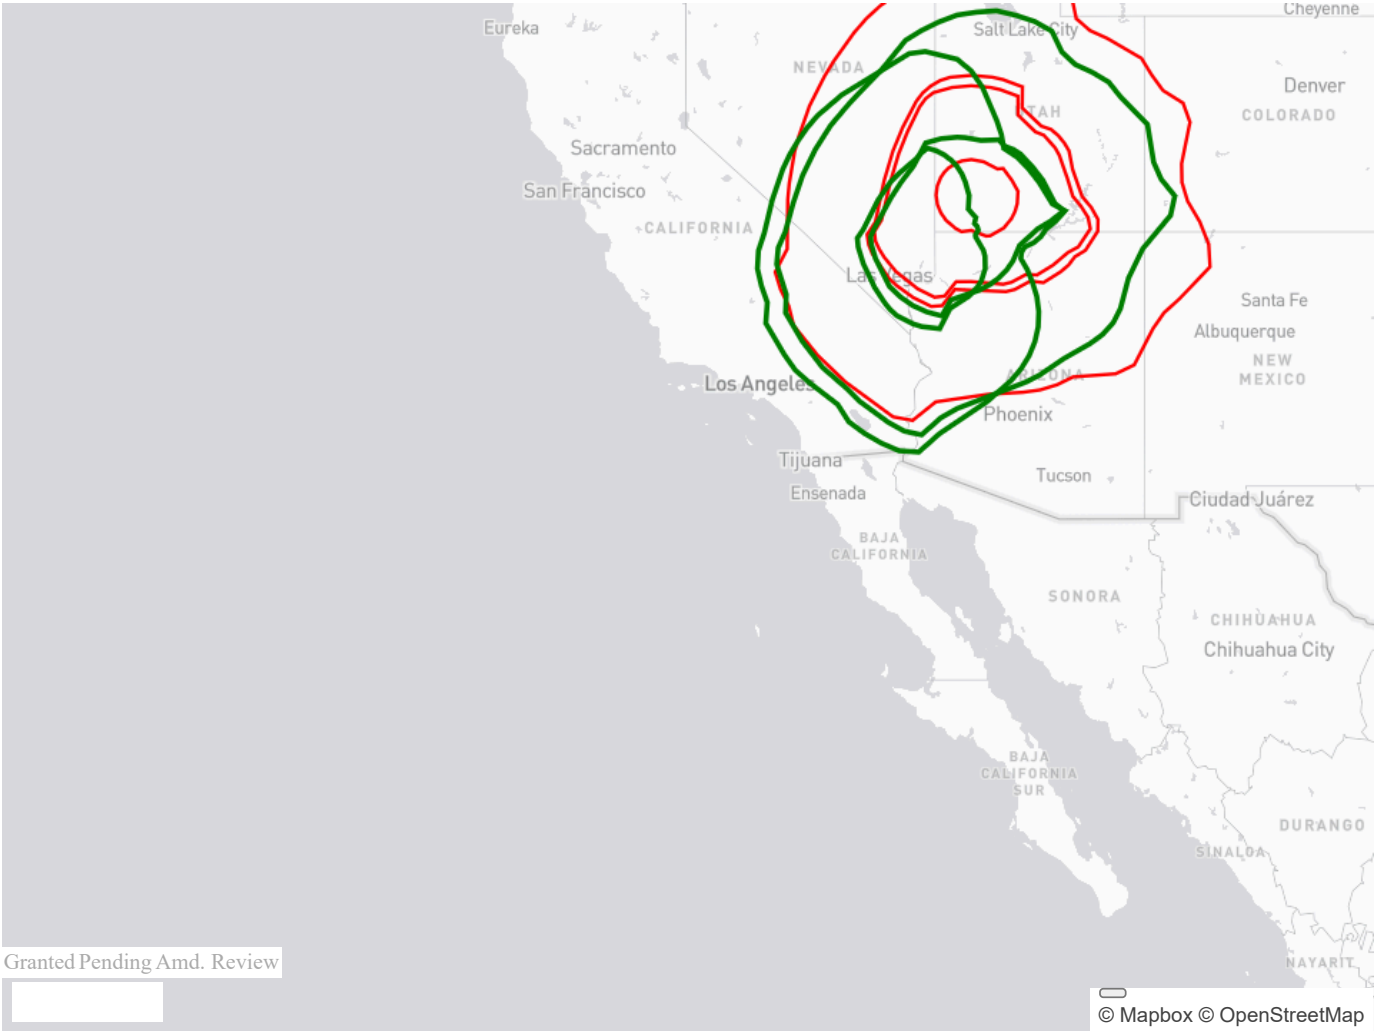 Eureka
Cheyenne
Salt Lake City
NEVADA
Denver
UTAH
COLORADO
Sacramento
San Francisco
CALIFORNIA
Las Vegas
Santa Fe
Albuquerque
NEW
MEXICO
ARIZONA
Los Angeles
Phoenix
Tijuana
Tucson
Ensenada
Ciudad Juárez
BAJA
CALIFORNIA
SONORA
CHIHUAHUA
Chihuahua City
BAJA
CALIFORNIA
SUR
DURANGO
SINALOA
NAYARIT
Granted Pending Amd. Review
© Mapbox © OpenStreetMap